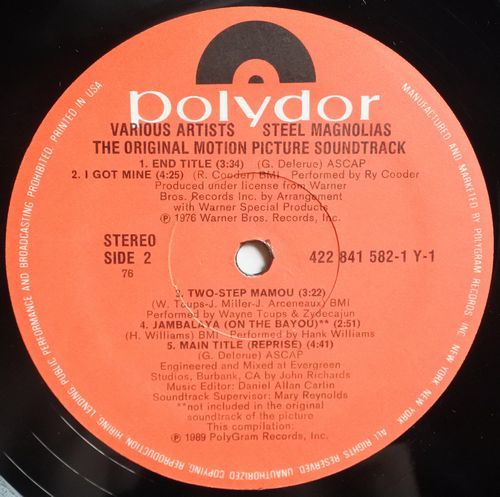 polydor
VARIOUS ARTISTS STEEL MAGNOLIAS
THE ORIGINAL MOTION PICTURE SOUNDTRACK
1. END TITLE (3:34) (G. Delerue) ASCAP
2. I GOT MINE (4:25) (R. Cooder) BMI - Performed by Ry Cooder
Produced under license from Warner
Bros. Records Inc. by Arrangement
with Warner Special Products
℗ 1976 Warner Bros. Records, Inc.
STEREO
SIDE 2
76
422 841 582-1 Y-1
3. TWO-STEP MAMOU (3:22)
(W. Toups-J. Miller-J. Arceneaux) BMI
Performed by Wayne Toups & Zydecajun
4. JAMBALAYA (ON THE BAYOU)** (2:51)
(H. Williams) BMI - Performed by Hank Williams
5. MAIN TITLE (REPRISE) (4:41)
(G. Delerue) ASCAP
Engineered and Mixed at Evergreen
Studios, Burbank, CA by John Richards
Music Editor: Daniel Allan Carlin
Soundtrack Supervisor: Mary Reynolds
**not included in the original
soundtrack of the picture
This compilation:
℗ 1989 PolyGram Records, Inc.
MANUFACTURED AND MARKETED BY POLYGRAM RECORDS INC. NEW YORK, NEW YORK. ALL RIGHTS RESERVED. UNAUTHORIZED COPYING, REPRODUCTION, HIRING, LENDING, PUBLIC PERFORMANCE AND BROADCASTING PROHIBITED. PRINTED IN USA